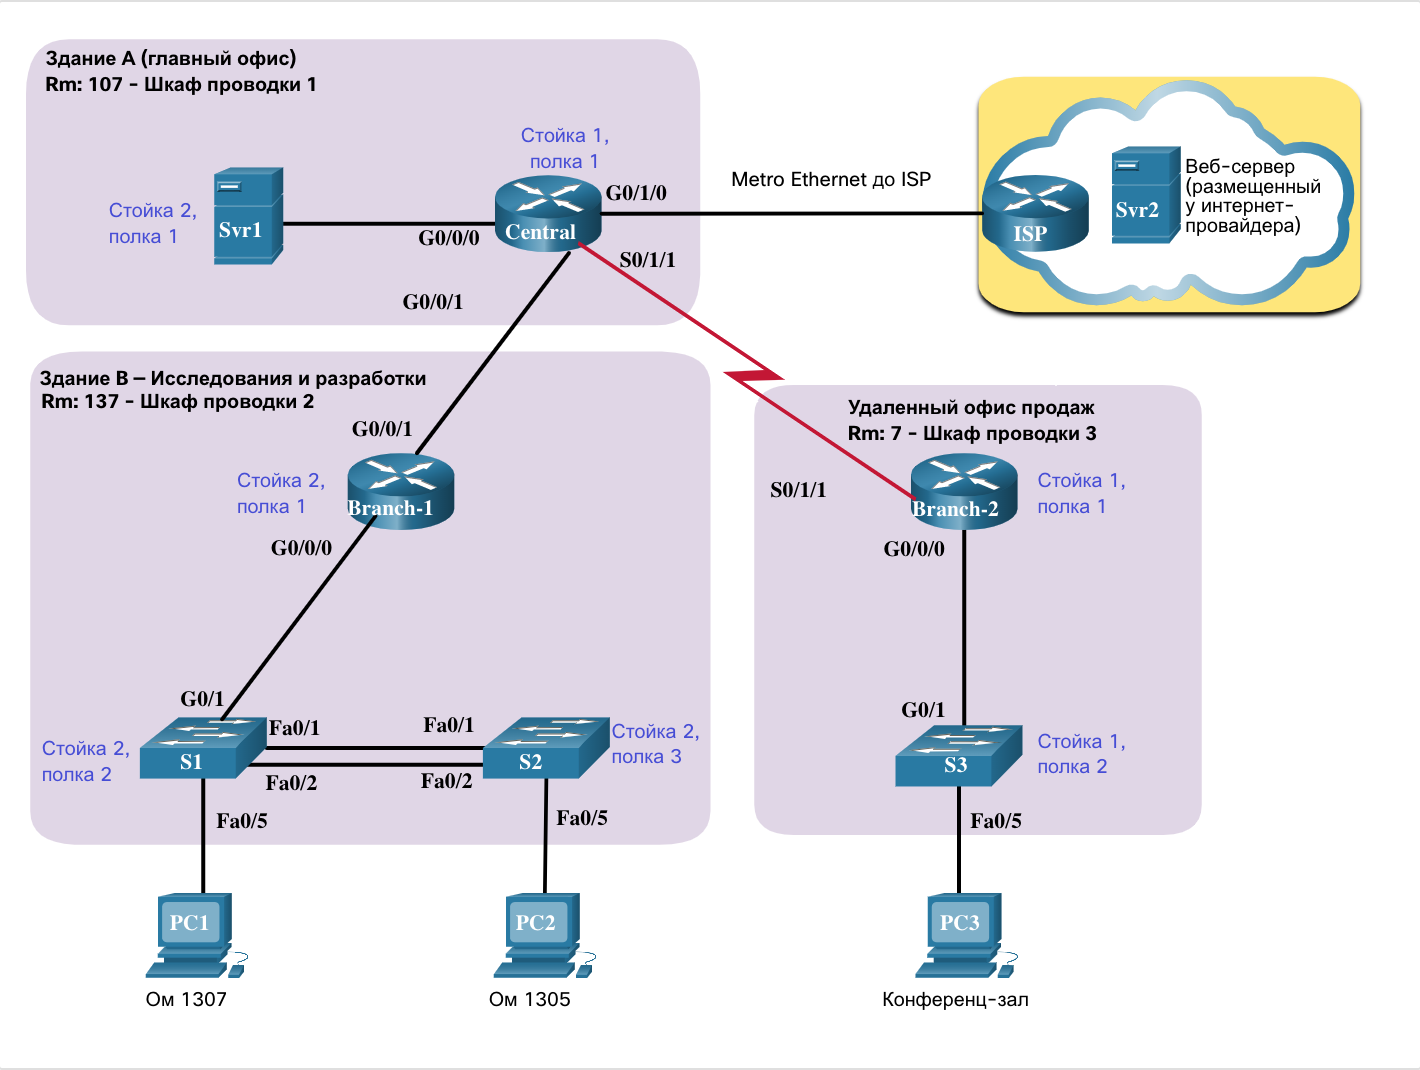 Здание A (главный офис)
Rm: 107 - Шкаф проводки 1
Стойка 1,
полка 1
G0/1/0
Metro Ethernet до ISP
Веб-сервер
(размещенный
у интернет-
провайдера)
Svr2
ISP
Стойка 2,
полка 1
Svr1
G0/0/0
Central
S0/1/1
G0/0/1
Здание B – Исследования и разработки
Rm: 137 - Шкаф проводки 2
G0/0/1
Стойка 2,
полка 1
Branch-1
G0/0/0
Удаленный офис продаж
Rm: 7 - Шкаф проводки 3
S0/1/1
Branch-2
Стойка 1,
полка 1
G0/0/0
G0/1
Fa0/1
Fa0/1
Стойка 2,
полка 2
S1
S2
Стойка 2,
полка 3
Fa0/2
Fa0/2
Fa0/5
Fa0/5
G0/1
S3
Стойка 1,
полка 2
Fa0/5
PC1
PC2
PC3
Ом 1307
Ом 1305
Конференц-зал